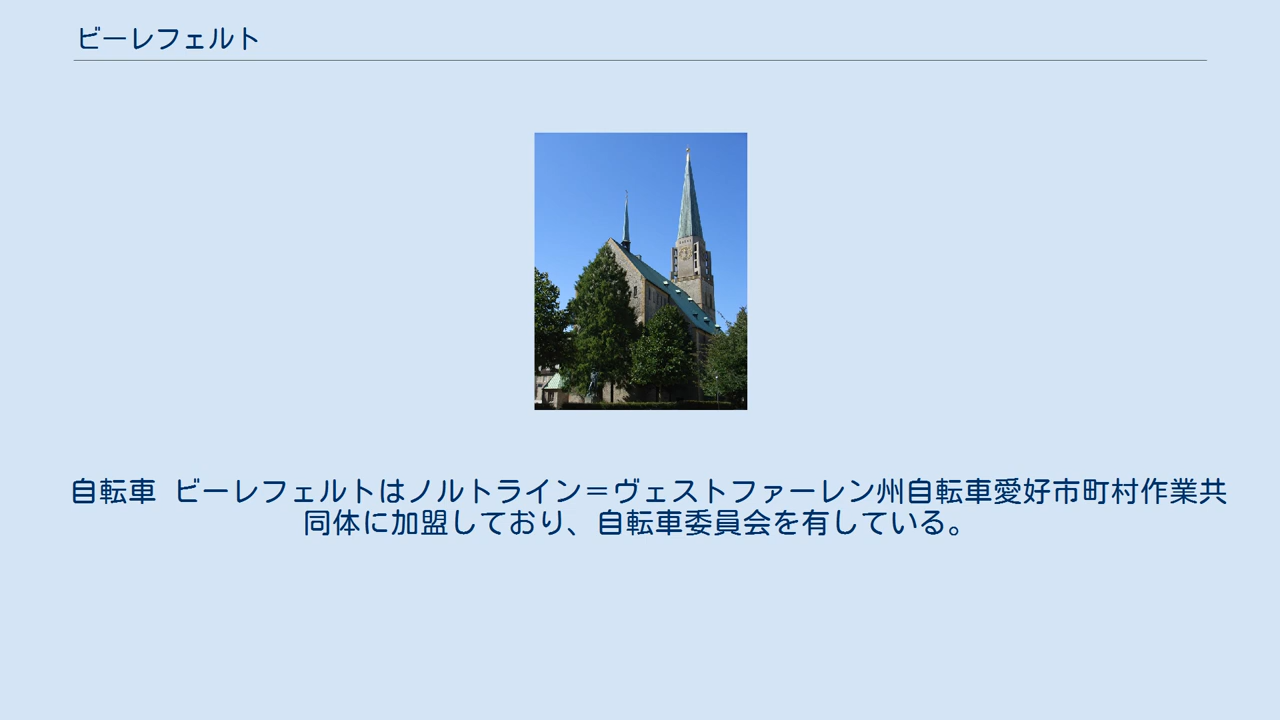 ビーレフェルト
自転車 ビーレフェルトはノルトライン＝ヴェストファーレン州自転車愛好市町村作業共
同体に加盟しており、自転車委員会を有している。